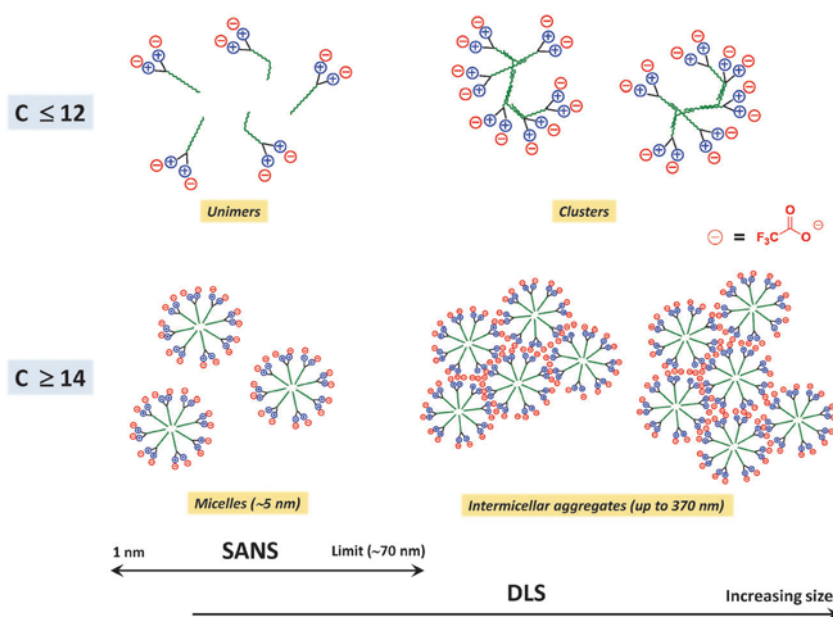 C ≤ 12
Unimers
Clusters
⊖ = F₃C O O ⊖
C ≥ 14
Micelles (~5 nm)
Intermicellar aggregates (up to 370 nm)
1 nm SANS Limit (~70 nm)
DLS Increasing size